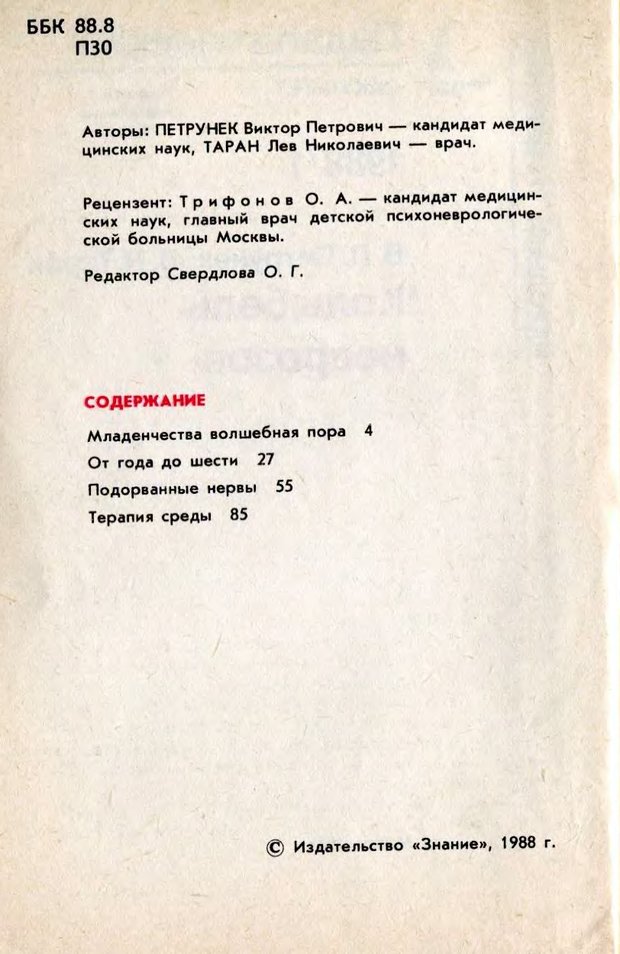 ББК 88.8
П30
Авторы: ПЕТРУНЕК Виктор Петрович — кандидат меди-
цинских наук, ТАРАН Лев Николаевич — врач.
Рецензент: Трифонов О. А. — кандидат медицин-
ских наук, главный врач детской психоневрологиче-
ской больницы Москвы.
Редактор Свердлова О. Г.
СОДЕРЖАНИЕ
Младенчества волшебная пора 4
От года до шести 27
Подорванные нервы 55
Терапия среды 85
© Издательство «Знание», 1988 г.